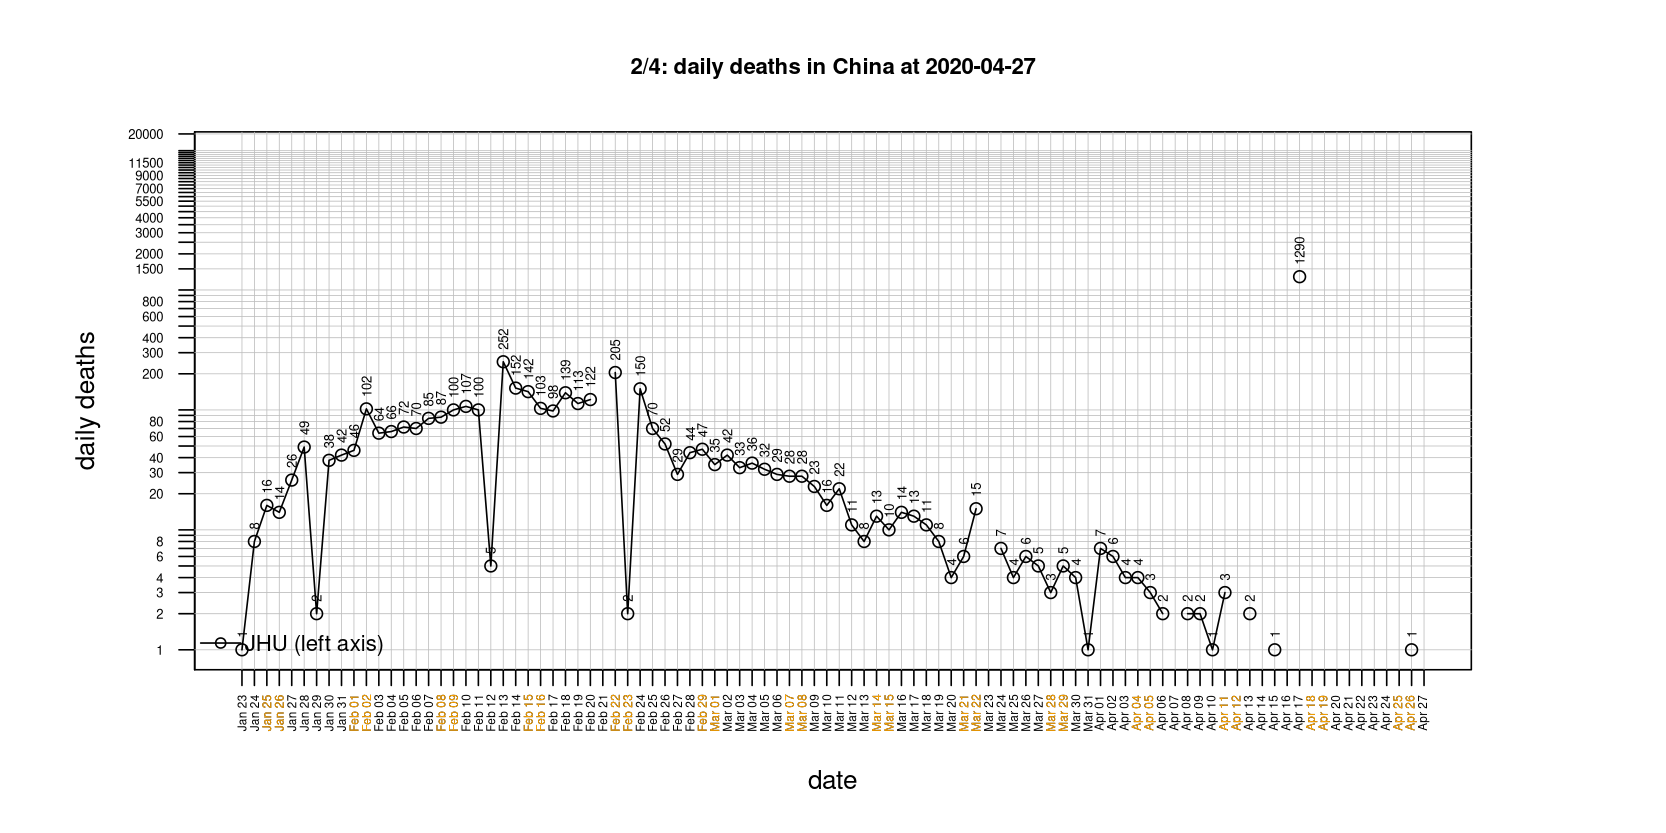 2/4: daily deaths in China at 2020-04-27
20000
11500
9000
7000
5500
4000
3000
2000
1500
800
600
400
300
200
80
60
40
30
20
8
6
4
3
2
1
daily deaths
1
8
16
14
26
49
2
38
42
46
102
64
66
72
70
85
87
100
107
100
5
252
152
142
103
98
139
113
122
205
2
150
70
52
29
44
47
35
42
33
36
32
29
28
28
23
16
22
11
8
13
10
14
13
11
8
4
6
15
7
4
6
5
3
5
4
1
7
6
4
4
3
2
2
2
1
3
2
1
1290
1
JHU (left axis)
Jan 23
Jan 24
Jan 25
Jan 26
Jan 27
Jan 28
Jan 29
Jan 30
Jan 31
Feb 01
Feb 02
Feb 03
Feb 04
Feb 05
Feb 06
Feb 07
Feb 08
Feb 09
Feb 10
Feb 11
Feb 12
Feb 13
Feb 14
Feb 15
Feb 16
Feb 17
Feb 18
Feb 19
Feb 20
Feb 21
Feb 22
Feb 23
Feb 24
Feb 25
Feb 26
Feb 27
Feb 28
Feb 29
Mar 01
Mar 02
Mar 03
Mar 04
Mar 05
Mar 06
Mar 07
Mar 08
Mar 09
Mar 10
Mar 11
Mar 12
Mar 13
Mar 14
Mar 15
Mar 16
Mar 17
Mar 18
Mar 19
Mar 20
Mar 21
Mar 22
Mar 23
Mar 24
Mar 25
Mar 26
Mar 27
Mar 28
Mar 29
Mar 30
Mar 31
Apr 01
Apr 02
Apr 03
Apr 04
Apr 05
Apr 06
Apr 07
Apr 08
Apr 09
Apr 10
Apr 11
Apr 12
Apr 13
Apr 14
Apr 15
Apr 16
Apr 17
Apr 18
Apr 19
Apr 20
Apr 21
Apr 22
Apr 23
Apr 24
Apr 25
Apr 26
Apr 27
date